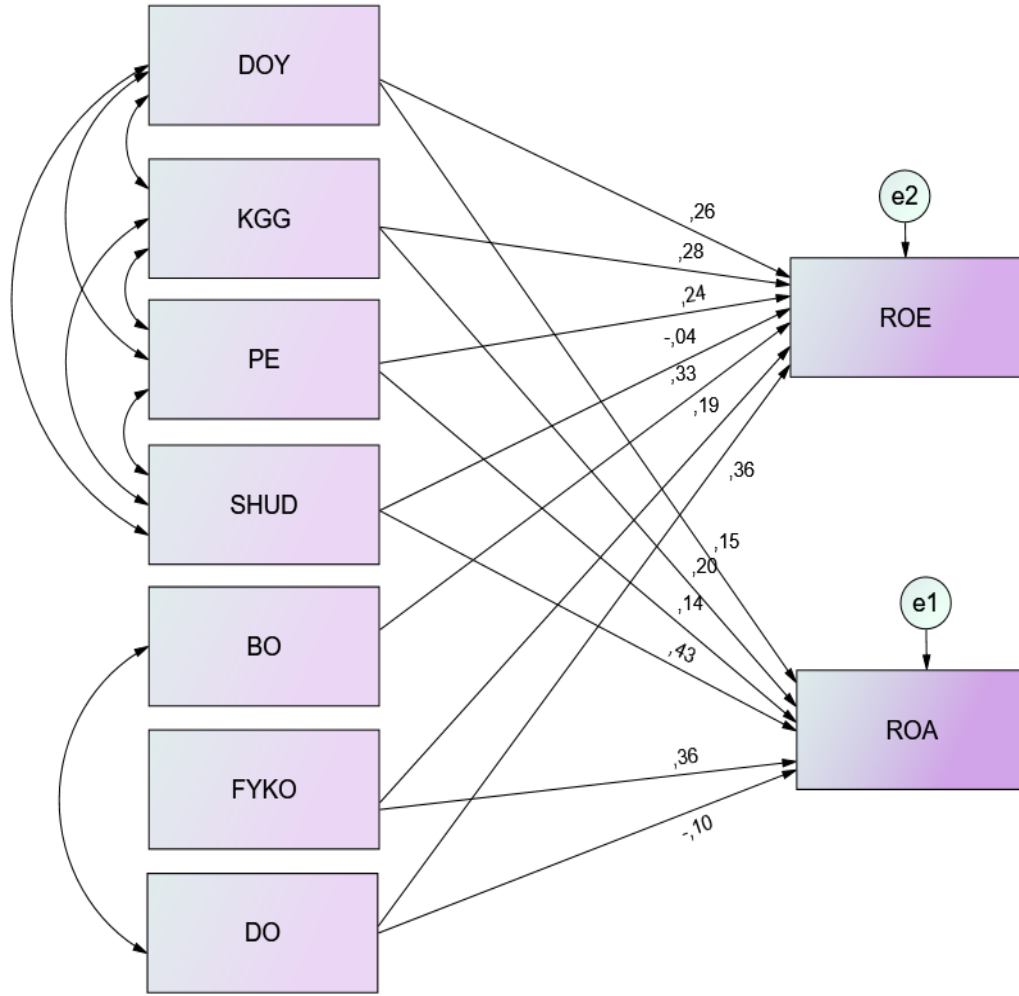 DOY
KGG
PE
SHUD
BO
FYKO
DO
,26
,28
,24
-,04
,33
,19
,36
,15
,20
,14
,43
,36
-,10
e2
ROE
e1
ROA